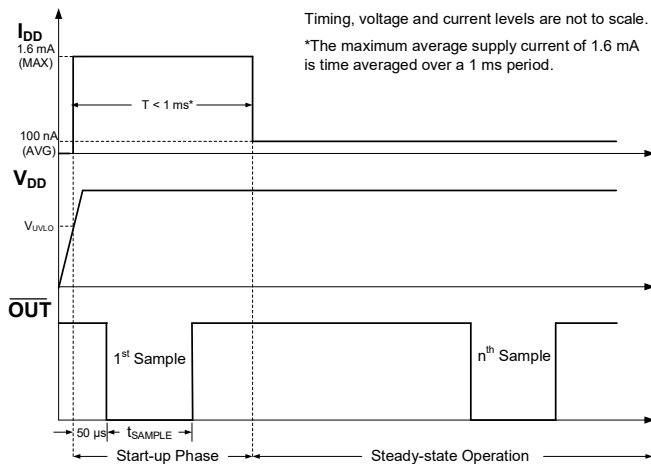 Timing, voltage and current levels are not to scale.
*The maximum average supply current of 1.6 mA
is time averaged over a 1 ms period.
IDD
1.6 mA
(MAX)
T < 1 ms*
100 nA
(AVG)
VDD
VUVLO
OUT
1st Sample
nth Sample
50 µs
tSAMPLE
Start-up Phase
Steady-state Operation